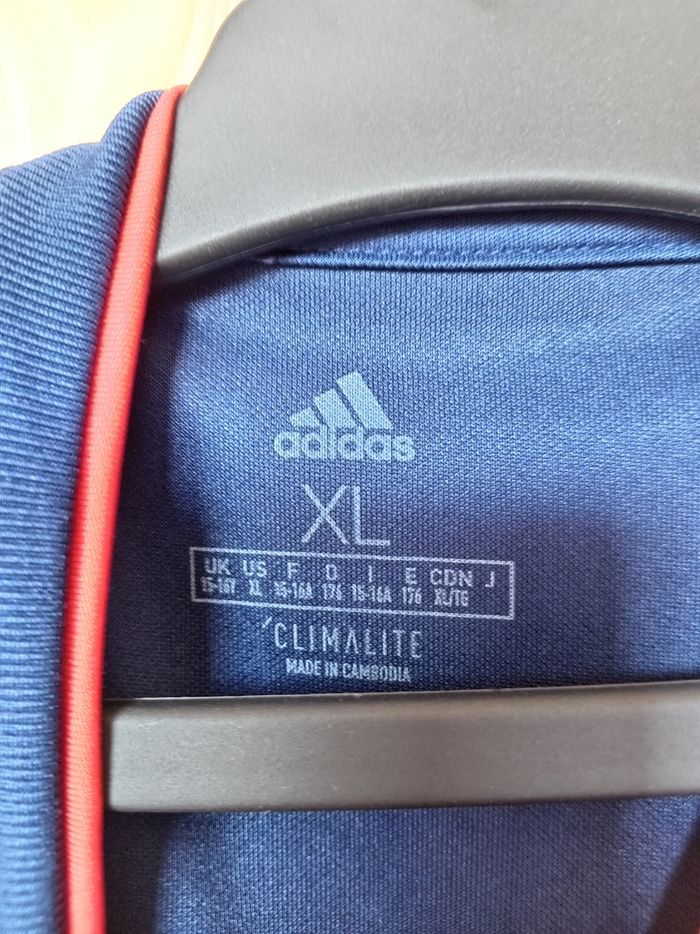 adidas
XL
UK US F D I E CDN J
15-16Y XL 15-16A 176 15-16A 176 XL/TG
CLIMALITE
MADE IN CAMBODIA